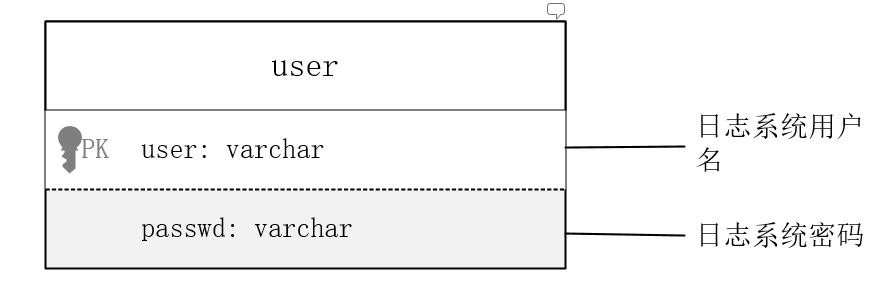 user
PK user: varchar
日志系统用户
名
passwd: varchar
日志系统密码